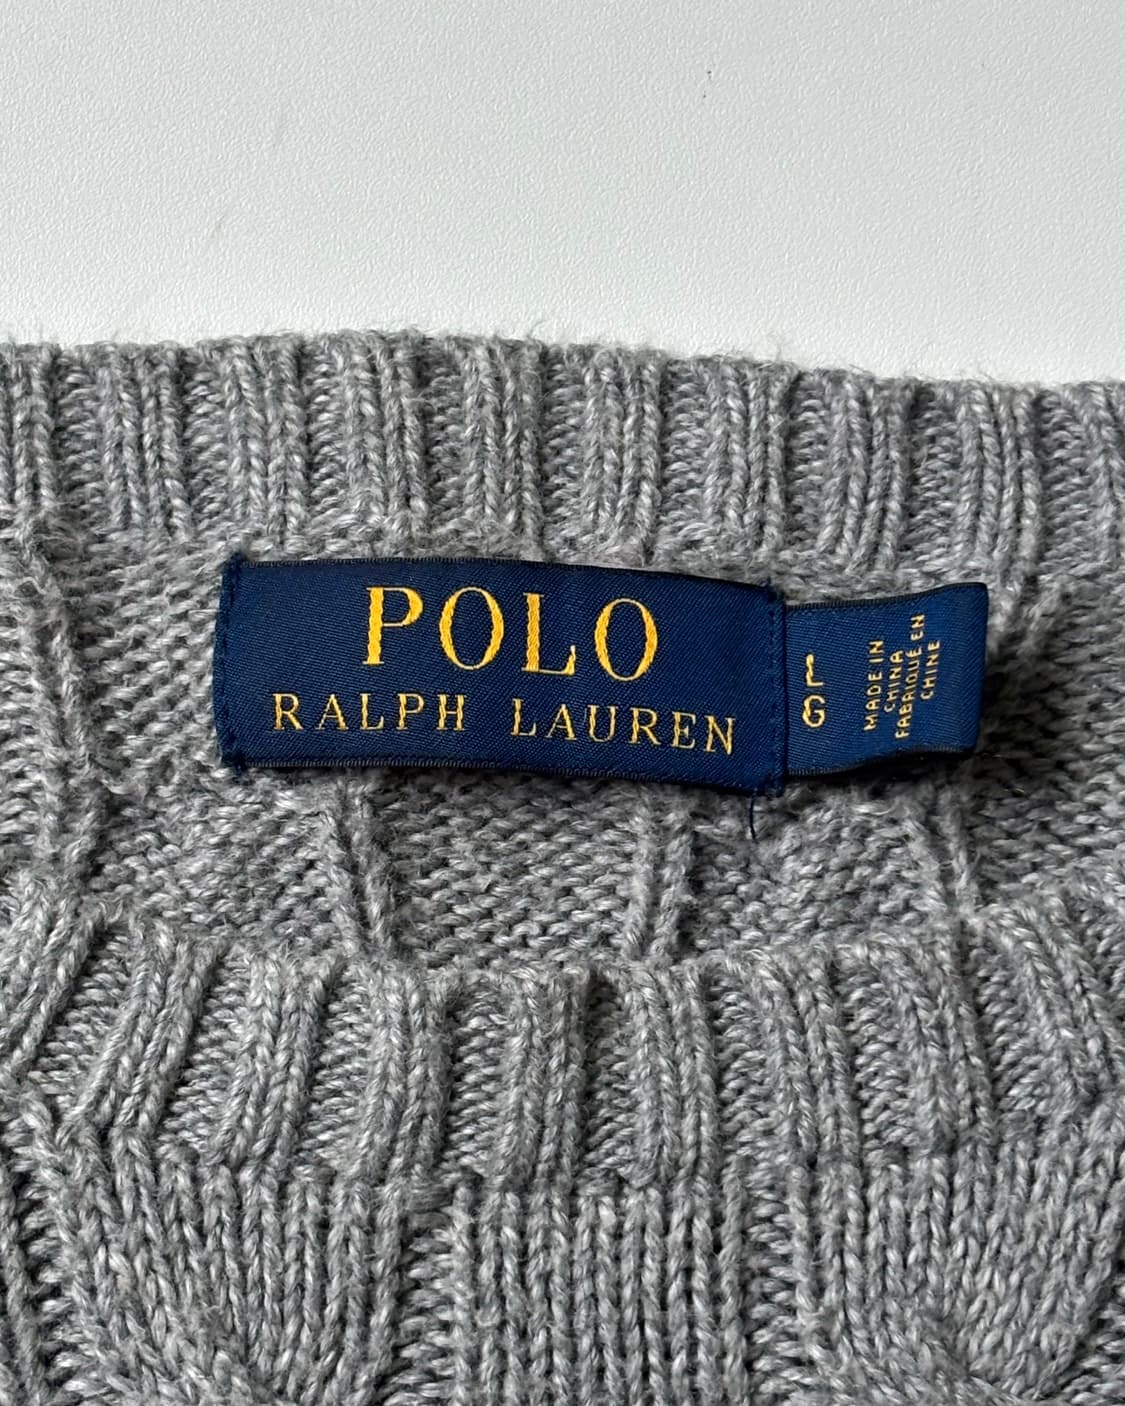 POLO
RALPH LAUREN
G L
MADE IN
CHINA
FABRIQUÉ EN
CHINE